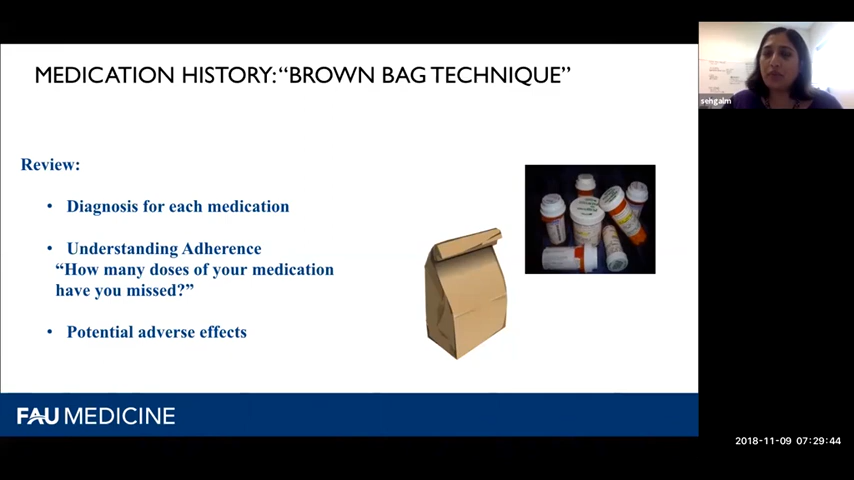 MEDICATION HISTORY: “BROWN BAG TECHNIQUE”
sehgalm
Review:
• Diagnosis for each medication
• Understanding Adherence
“How many doses of your medication
have you missed?”
• Potential adverse effects
FAU MEDICINE
2018-11-09 07:29:44